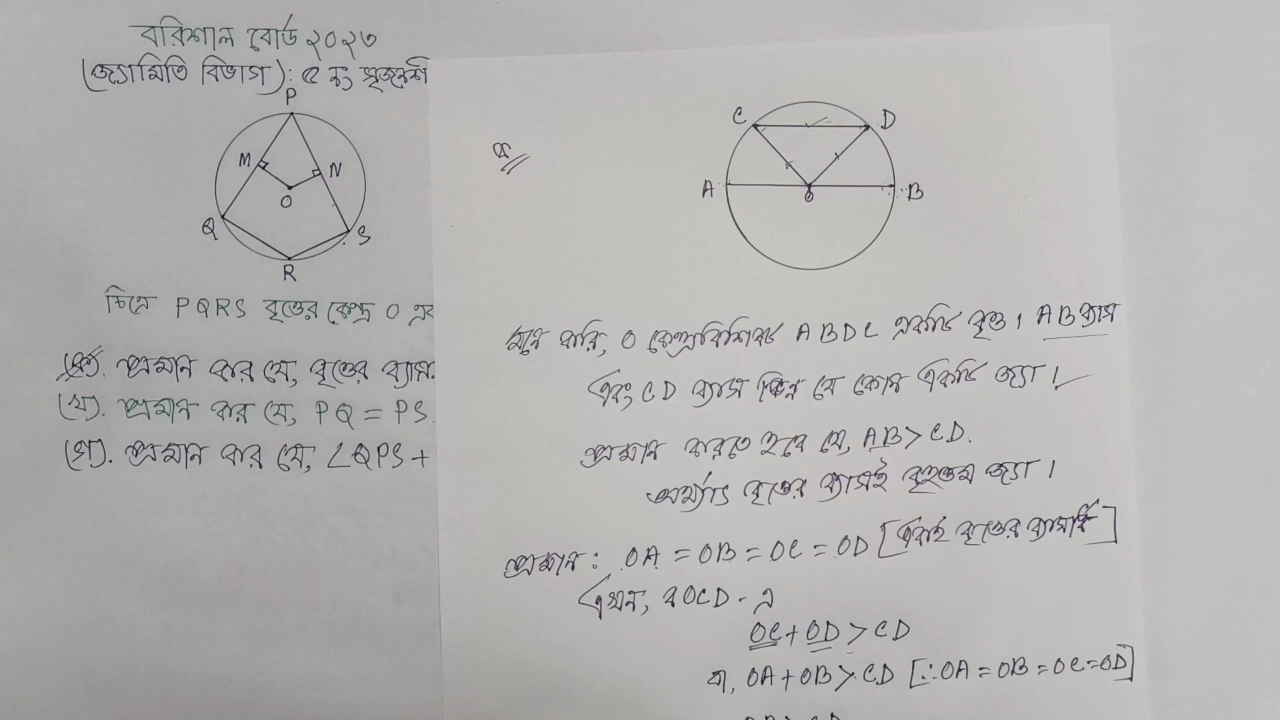 বরিশাল বোর্ড ২০২৩
(জ্যামিতি বিভাগ): ৫ নং সৃজনশী
P
M
N
O
Q
S
R
চিত্রে PQRS বৃত্তের কেন্দ্র O এব
(ক). প্রমাণ কর যে, বৃত্তের ব্যাস
(খ). প্রমাণ কর যে, PQ = PS.
(গ). প্রমাণ কর যে, ∠QPS +
ক
C
D
A
B
O
মনে করি, O কেন্দ্রবিশিষ্ট ABDC একটি বৃত্ত। AB ব্যাস
এবং CD ব্যাস ভিন্ন যে কোন একটি জ্যা।
প্রমাণ করতে হবে যে, AB > CD.
অর্থাৎ বৃত্তের ব্যাসই বৃহত্তম জ্যা।
প্রমাণ: OA = OB = OC = OD [একই বৃত্তের ব্যাসার্ধ]
এখন, ΔOCD - এ
OC + OD > CD
বা, OA + OB > CD [∵ OA = OB = OC = OD]